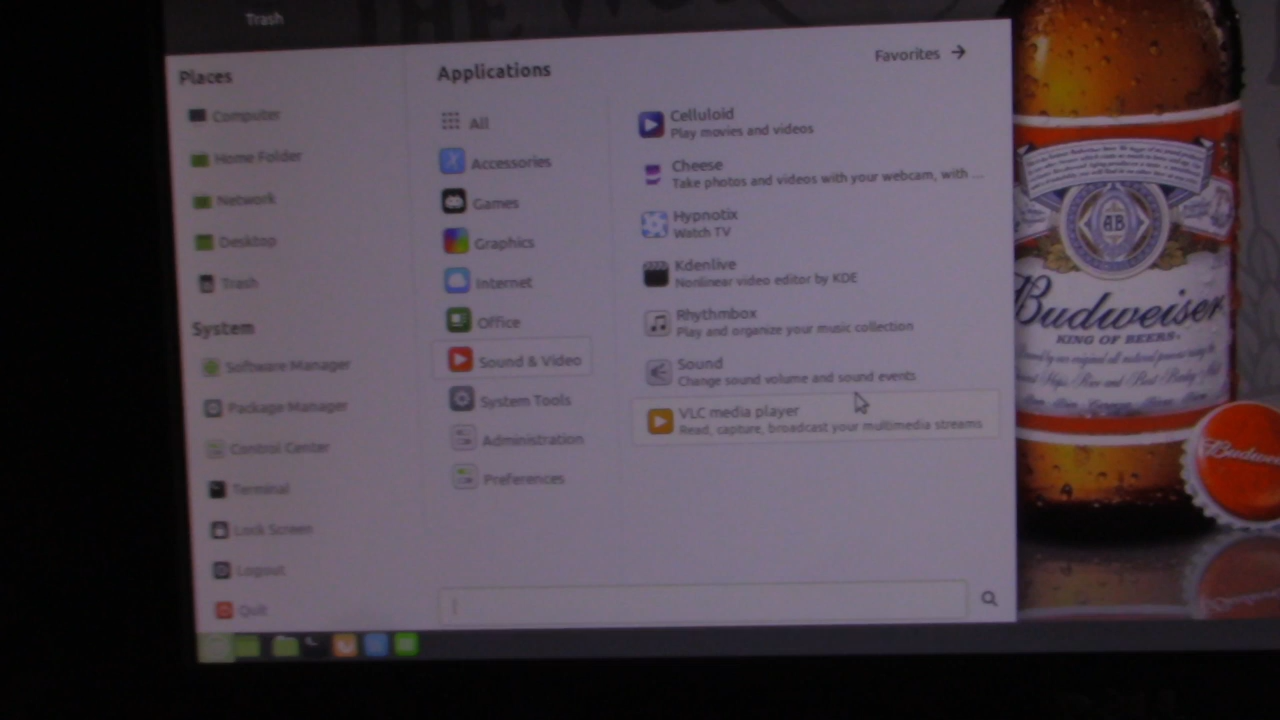 Trash
THE
Places
Computer
Home Folder
Network
Desktop
Trash
System
Software Manager
Package Manager
Control Center
Terminal
Lock Screen
Logout
Quit
Applications
All
Accessories
Games
Graphics
Internet
Office
Sound & Video
System Tools
Administration
Preferences
Favorites →
Celluloid
Play movies and videos
Cheese
Take photos and videos with your webcam, with ...
Hypnotix
Watch TV
Kdenlive
Nonlinear video editor by KDE
Rhythmbox
Play and organize your music collection
Sound
Change sound volume and sound events
VLC media player
Read, capture, broadcast your multimedia streams
AB
Budweiser
KING OF BEERS